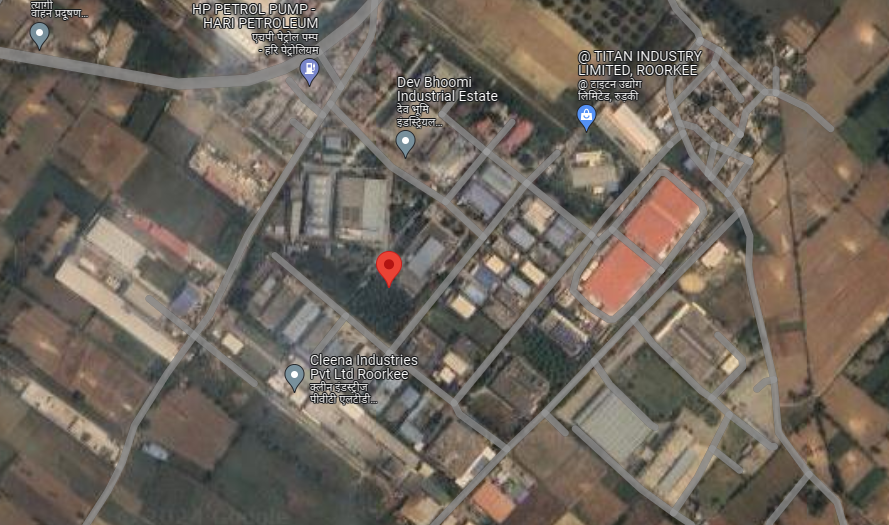 त्यागी
वाहन प्रदूषण...
HP PETROL PUMP -
HARI PETROLEUM
एचपी पेट्रोल पम्प
- हरि पेट्रोलियम
Dev Bhoomi
Industrial Estate
देव भूमि
इंडस्ट्रियल...
@ TITAN INDUSTRY
LIMITED, ROORKEE
@ टाइटन उद्योग
लिमिटेड, रुड़की
Cleena Industries
Pvt Ltd Roorkee
क्लीन इंडस्ट्रीज
पीवीटी एलटीडी...